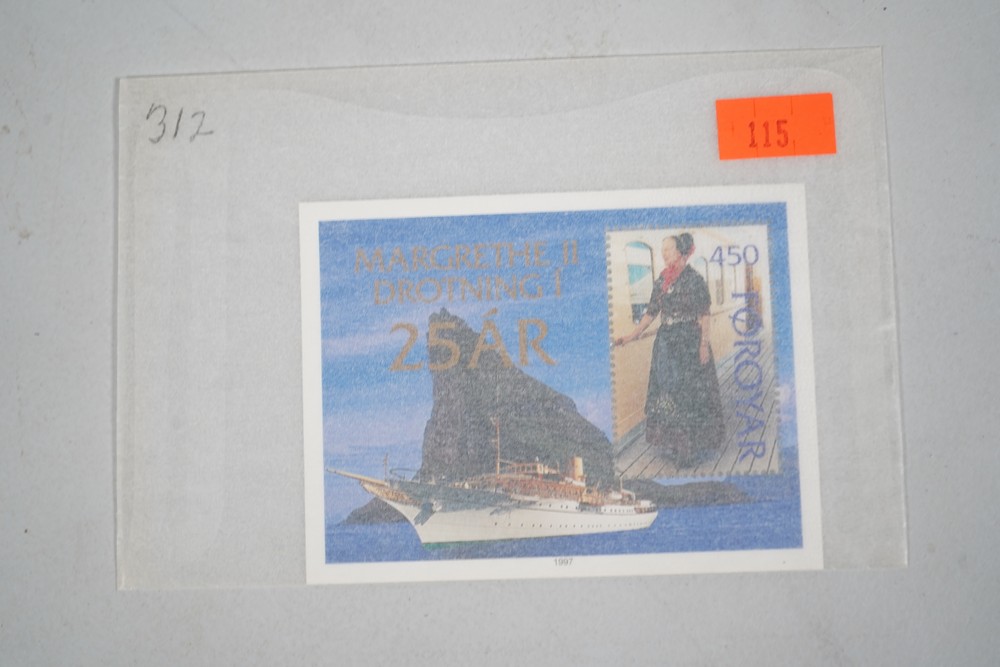 312
115
MARGRETHE II
DROTNING Í
25 ÁR
450
FØROYAR
1997